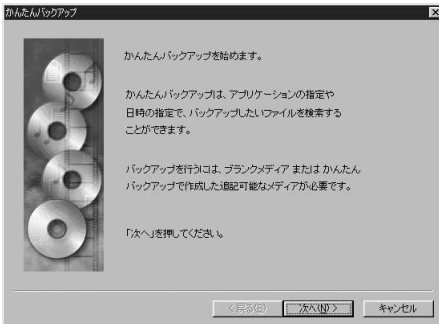 かんたんバックアップ
かんたんバックアップを始めます。
かんたんバックアップは、アプリケーションの指定や
日時の指定で、バックアップしたいファイルを検索する
ことができます。
バックアップを行うには、ブランクメディア または かんたん
バックアップで作成した追記可能なメディアが必要です。
「次へ」を押してください。
< 戻る(B) 次へ(N) > キャンセル